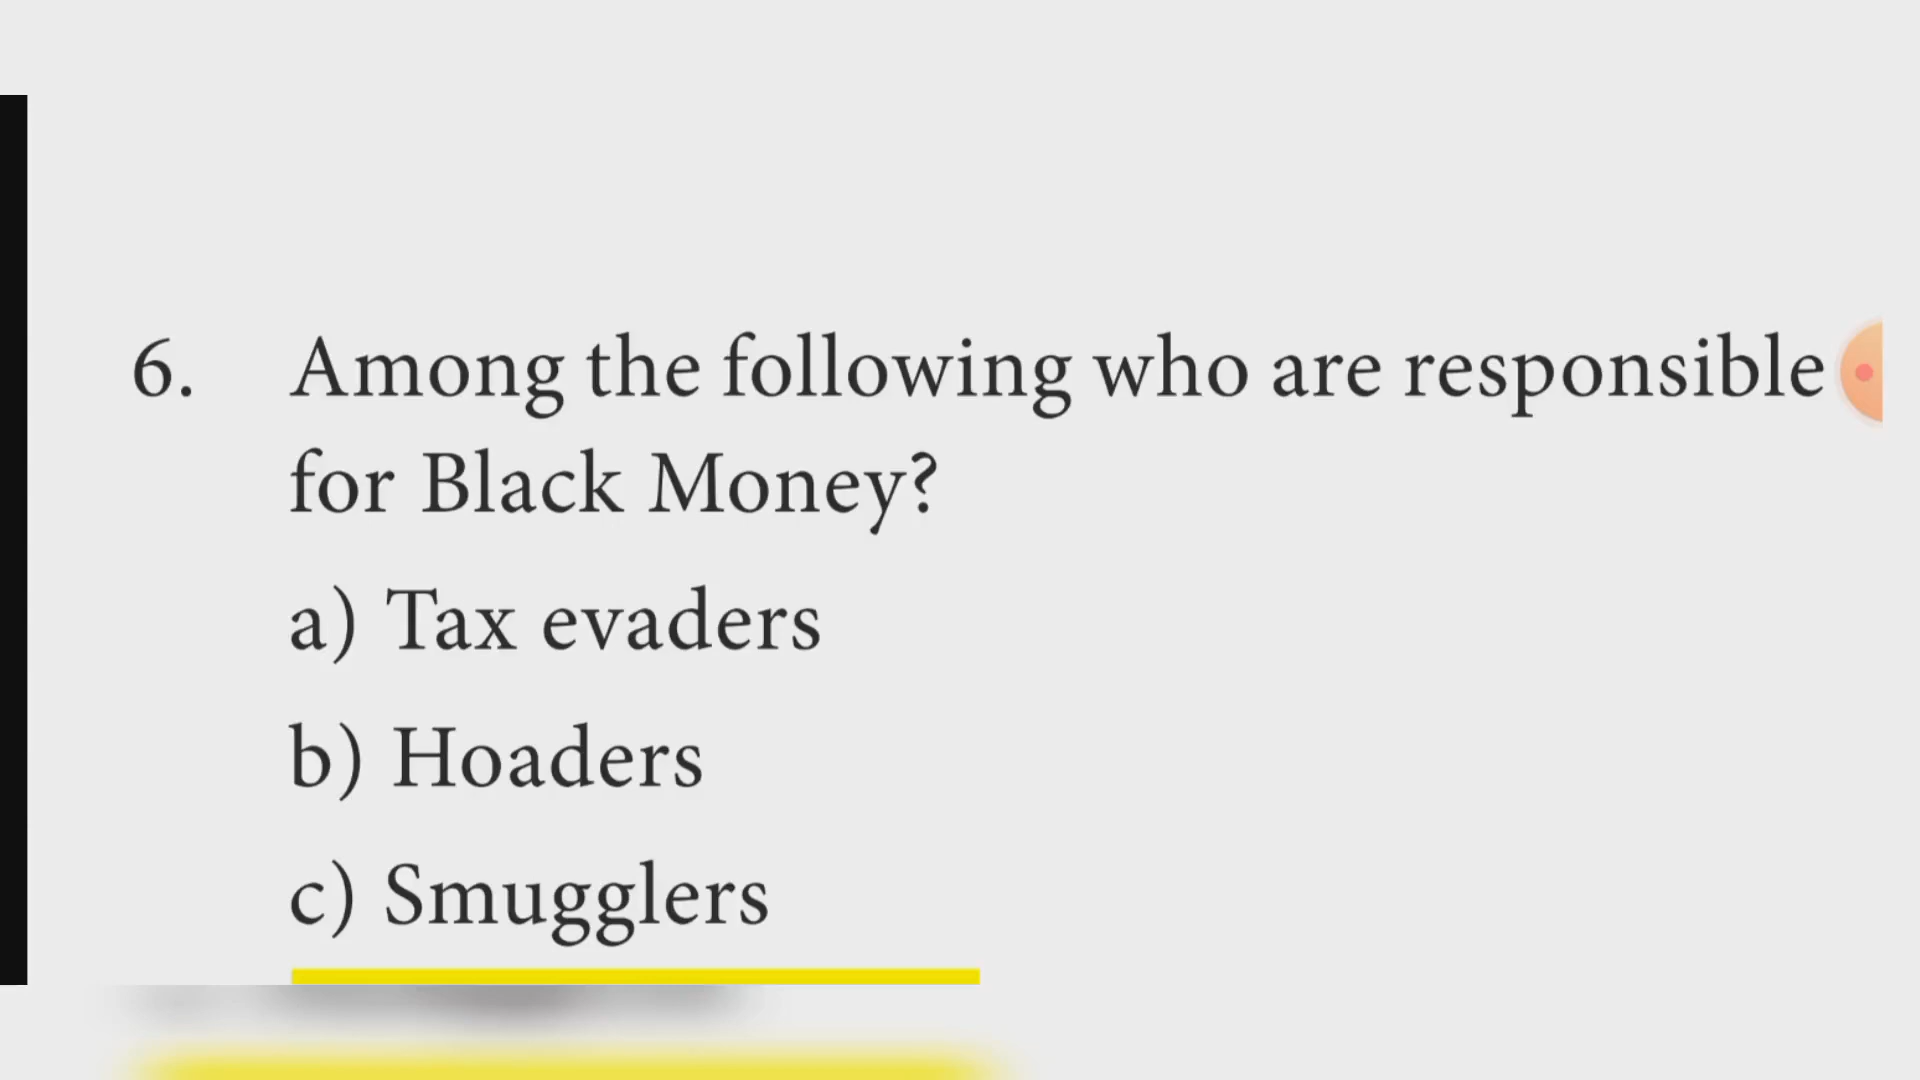 6. Among the following who are responsible
for Black Money?
a) Tax evaders
b) Hoaders
c) Smugglers